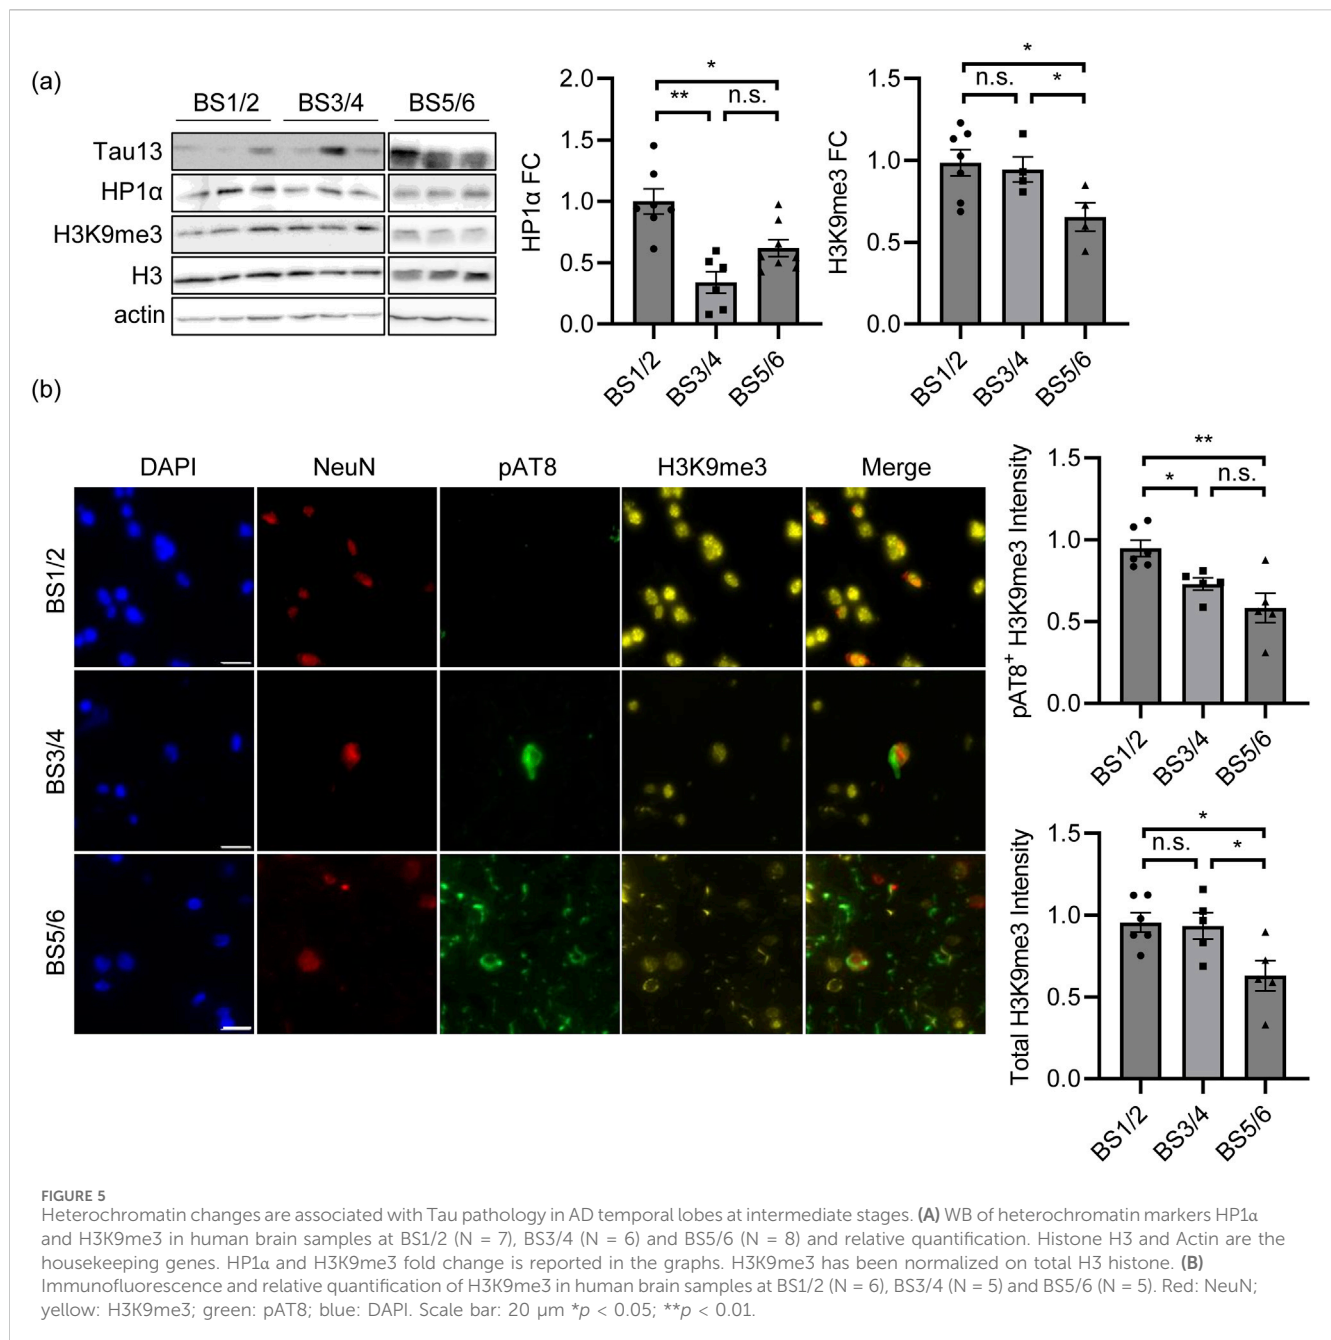 (a)
BS1/2 BS3/4 BS5/6
Tau13
HP1α
H3K9me3
H3
actin
HP1α FC
2.0
1.5
1.0
0.5
0.0
*
** n.s.
BS1/2 BS3/4 BS5/6
H3K9me3 FC
1.5
1.0
0.5
0.0
*
n.s. *
BS1/2 BS3/4 BS5/6
(b)
DAPI NeuN pAT8 H3K9me3 Merge
BS1/2
BS3/4
BS5/6
pAT8+ H3K9me3 Intensity
1.5
1.0
0.5
0.0
**
* n.s.
BS1/2 BS3/4 BS5/6
Total H3K9me3 Intensity
1.5
1.0
0.5
0.0
*
n.s. *
BS1/2 BS3/4 BS5/6
FIGURE 5
Heterochromatin changes are associated with Tau pathology in AD temporal lobes at intermediate stages. (A) WB of heterochromatin markers HP1α
and H3K9me3 in human brain samples at BS1/2 (N = 7), BS3/4 (N = 6) and BS5/6 (N = 8) and relative quantification. Histone H3 and Actin are the
housekeeping genes. HP1α and H3K9me3 fold change is reported in the graphs. H3K9me3 has been normalized on total H3 histone. (B)
Immunofluorescence and relative quantification of H3K9me3 in human brain samples at BS1/2 (N = 6), BS3/4 (N = 5) and BS5/6 (N = 5). Red: NeuN;
yellow: H3K9me3; green: pAT8; blue: DAPI. Scale bar: 20 μm *p < 0.05; **p < 0.01.